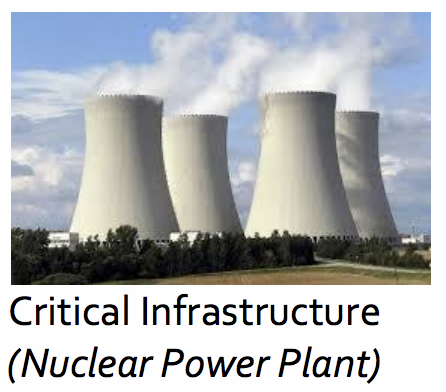 Critical Infrastructure
(Nuclear Power Plant)